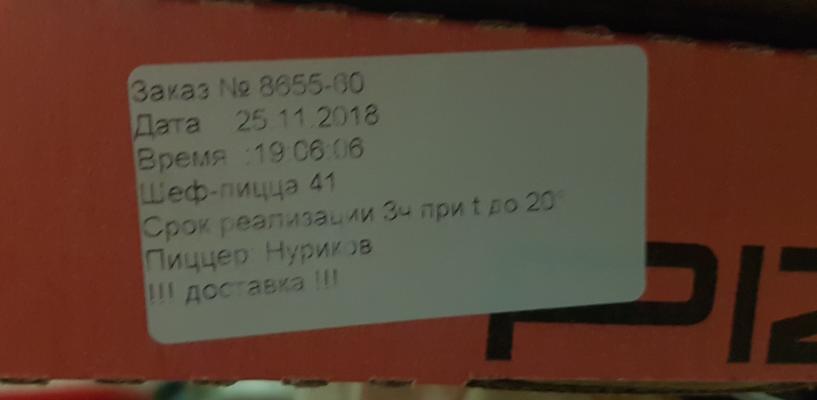 Заказ № 8655-60
Дата 25.11.2018
Время :19:06:06
Шеф-пицца 41
Срок реализации 3ч при t до 20°
Пиццер: Нуриков
!!! доставка !!!
PIZ